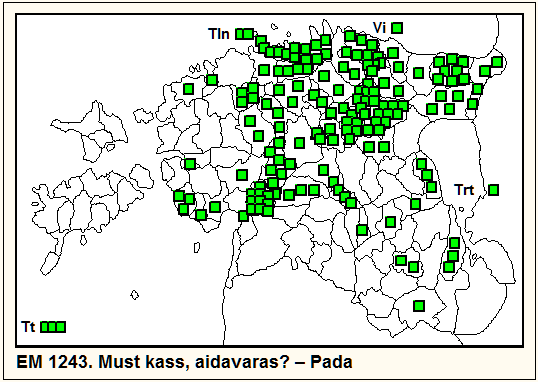 Tln
Vi
Trt
Tt
EM 1243. Must kass, aidavaras? – Pada